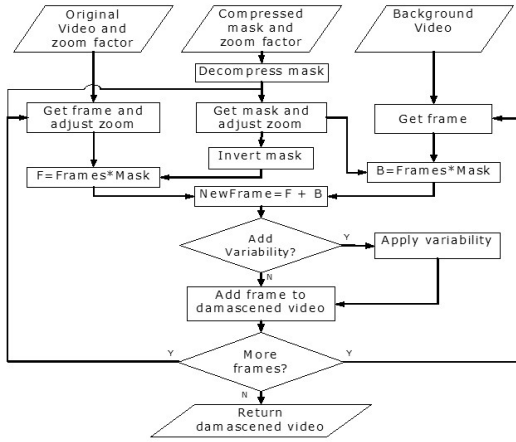 Original
Video and
zoom factor
Compressed
mask and
zoom factor
Background
Video
Decompress mask
Get frame and
adjust zoom
Get mask and
adjust zoom
Get frame
Invert mask
F=Frames*Mask
B=Frames*Mask
NewFrame=F + B
Add
Variability?
Y
Apply variability
N
Add frame to
damascened video
Y
More
frames?
Y
N
Return
damascened video